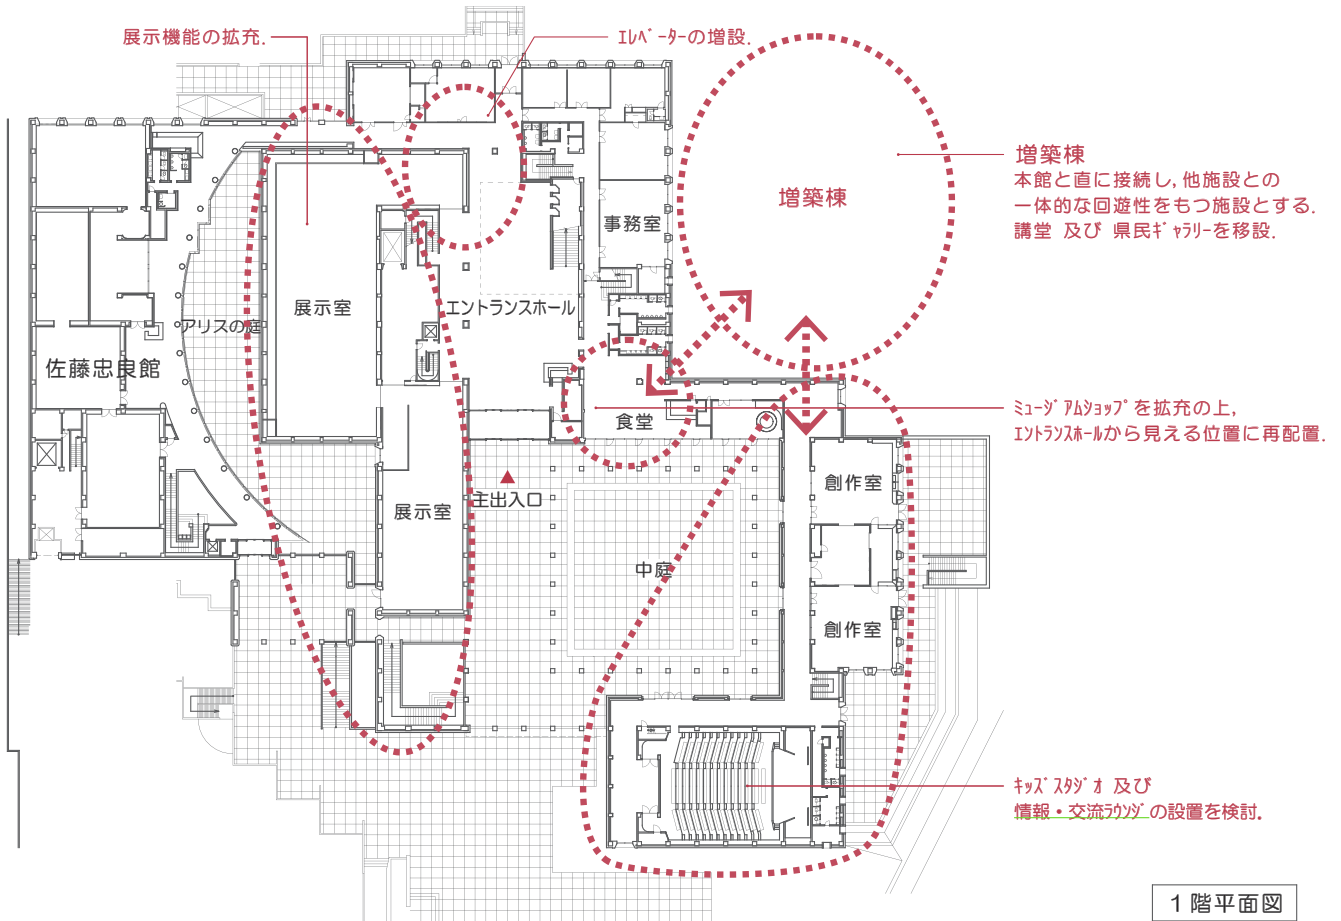 展示機能の拡充.
ｴﾚﾍﾞｰﾀｰの増設.
増築棟
増築棟
本館と直に接続し, 他施設との
一体的な回遊性をもつ施設とする.
講堂 及び 県民ｷﾞｬﾗﾘｰを移設.
事務室
展示室
エントランスホール
アリスの庭
佐藤忠良館
食堂
ﾐｭｰｼﾞｱﾑｼｮｯﾌﾟを拡充の上,
ｴﾝﾄﾗﾝｽﾎｰﾙから見える位置に再配置.
主出入口
創作室
展示室
中庭
創作室
ｷｯｽﾞｽﾀｼﾞｵ 及び
情報・交流ﾗｳﾝｼﾞの設置を検討.
１階平面図